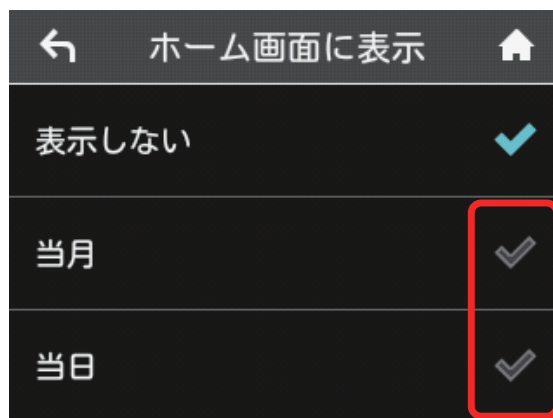 ホーム画面に表示
表示しない
当月
当日